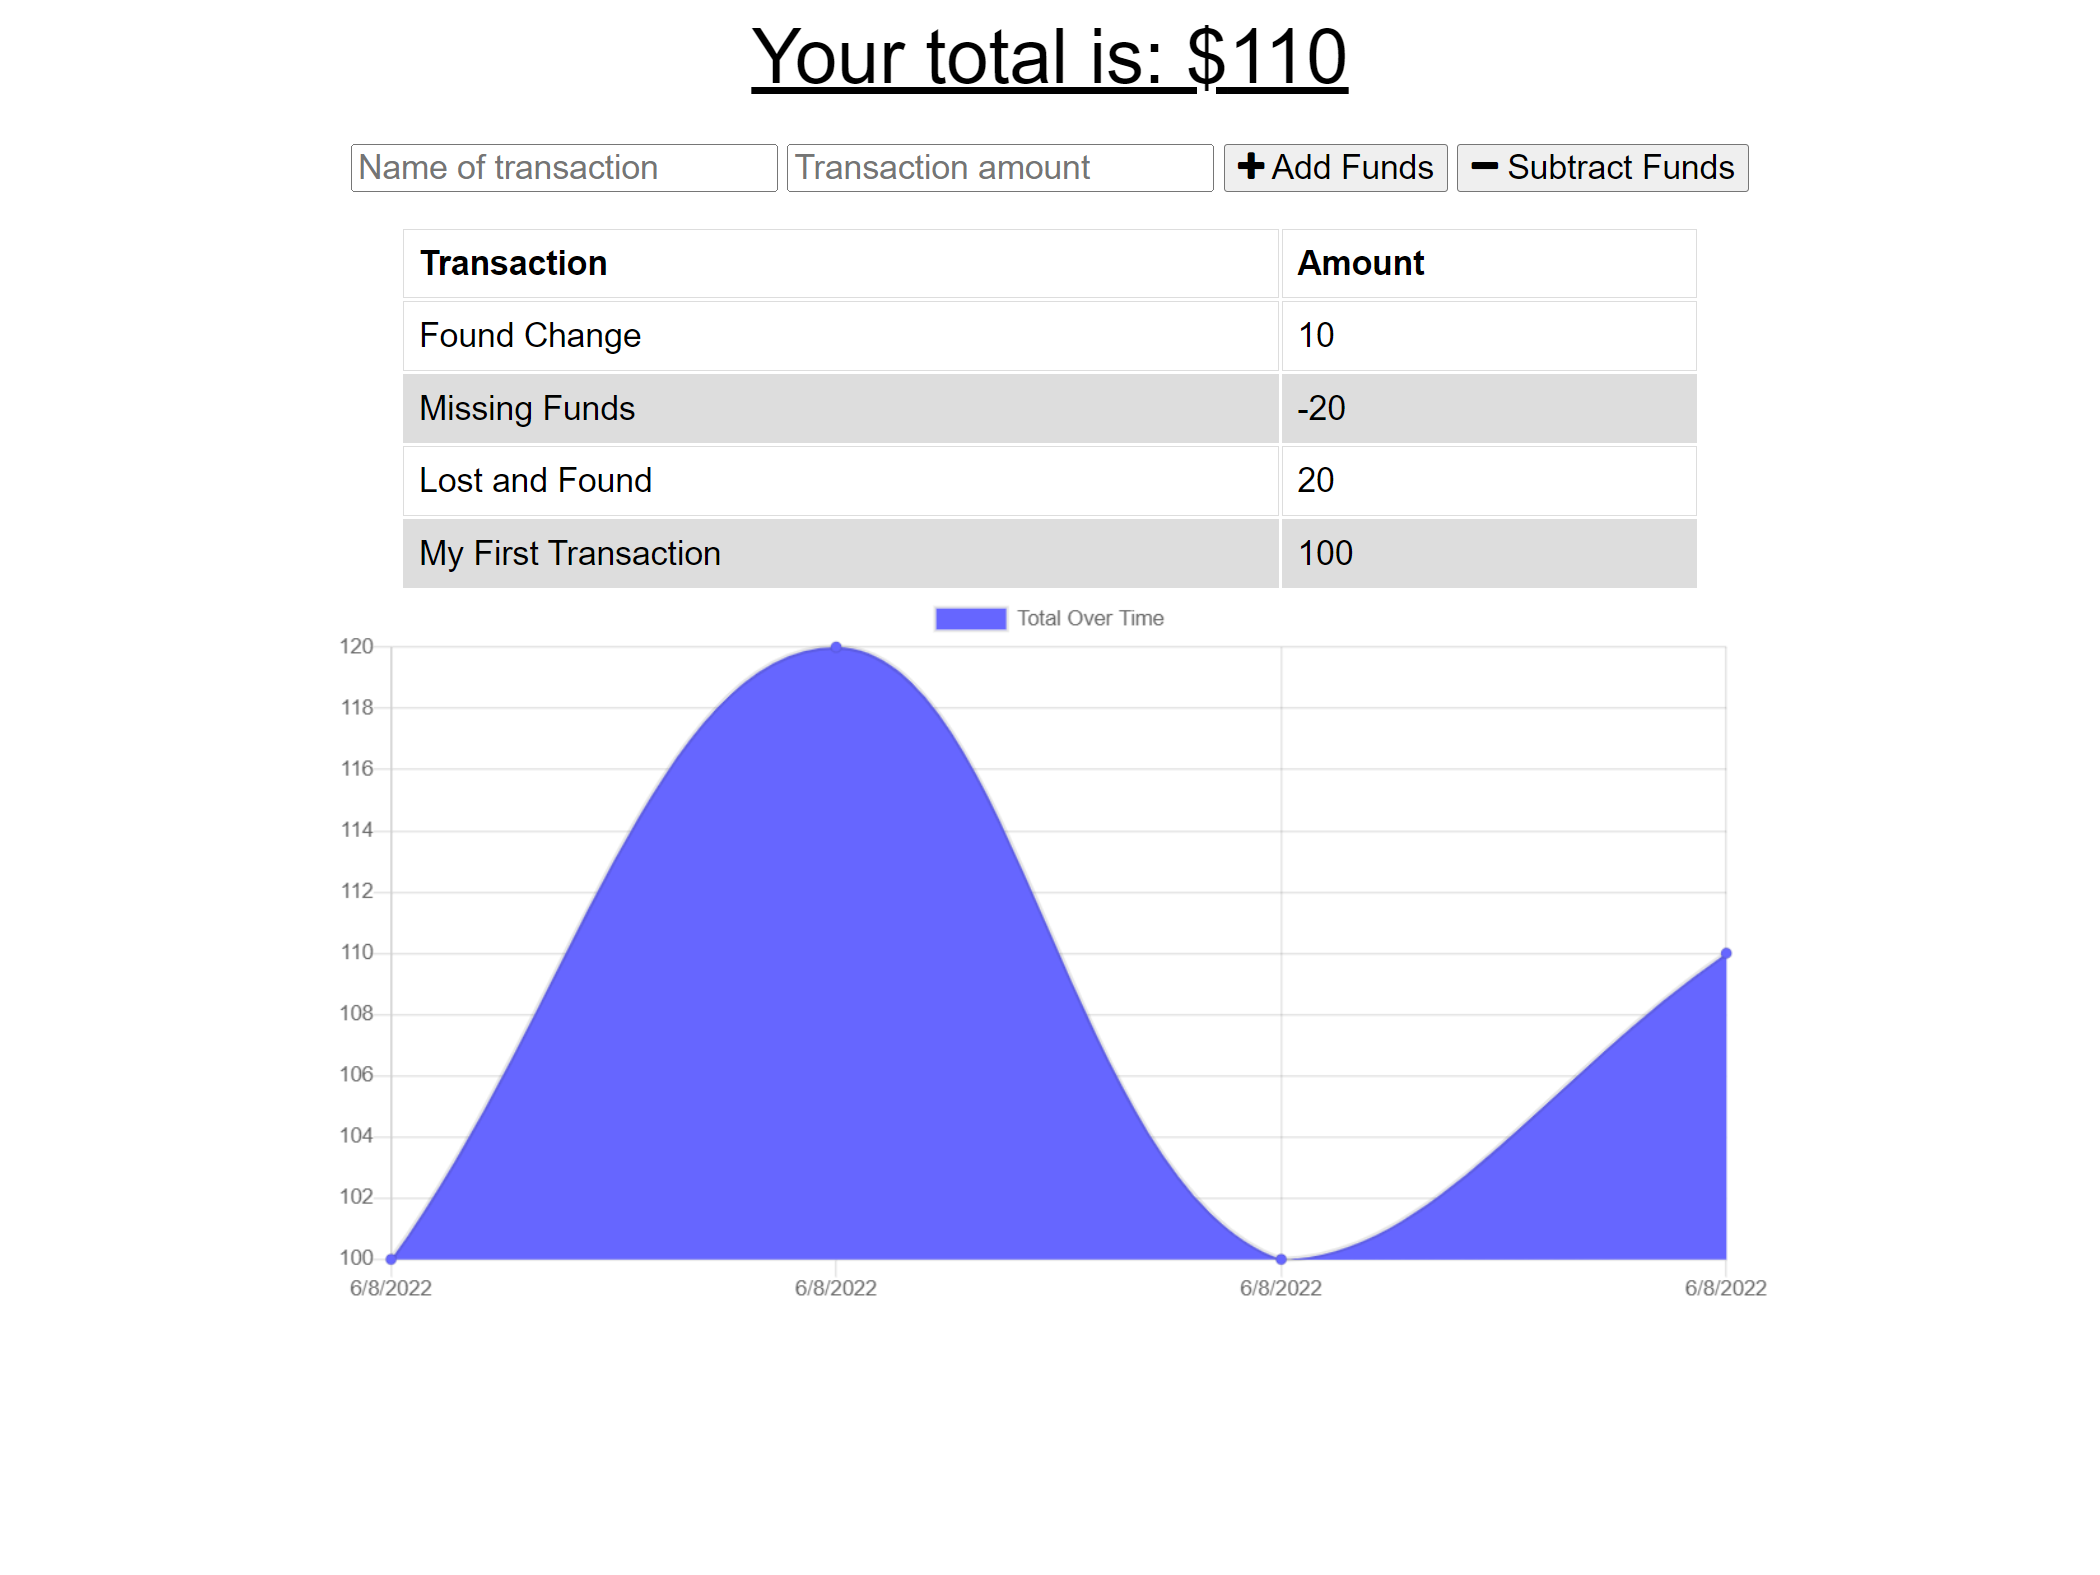 Your total is: $110
Name of transaction Transaction amount Add Funds Subtract Funds
Transaction Amount
Found Change 10
Missing Funds -20
Lost and Found 20
My First Transaction 100
Total Over Time
120
118
116
114
112
110
108
106
104
102
100
6/8/2022 6/8/2022 6/8/2022 6/8/2022